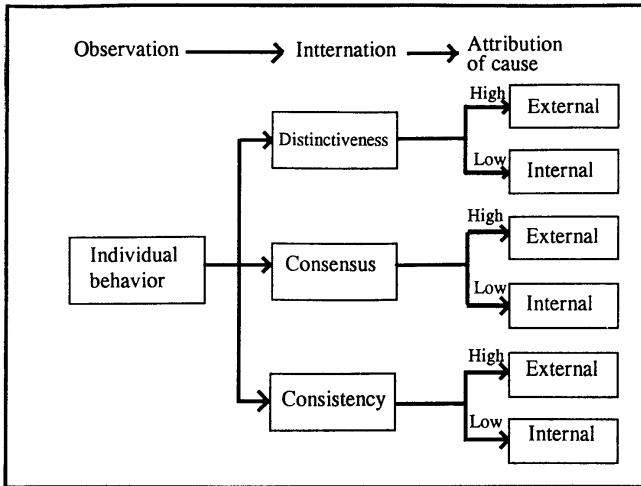 Observation Intternation Attribution
of cause
High
External
Distinctiveness
Low
Internal
High
External
Individual
behavior
Consensus
Low
Internal
High
External
Consistency
Low
Internal